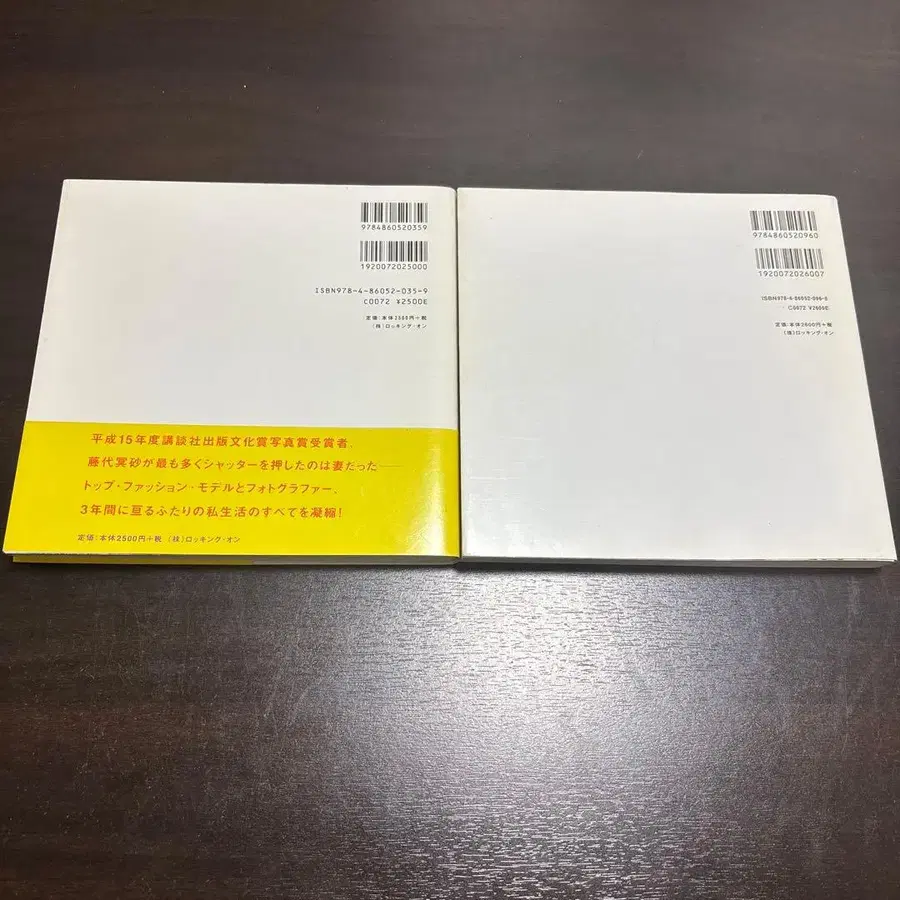 9784860520359
1920072025000
ISBN978-4-86052-035-9
C0072 ¥2500E
定価:本体2500円+税
(株)ロッキング・オン
平成15年度講談社出版文化賞写真賞受賞者、
藤代冥砂が最も多くシャッターを押したのは妻だった——
トップ・ファッション・モデルとフォトグラファー、
3年間に亘るふたりの私生活のすべてを凝縮!
定価:本体2500円+税 (株)ロッキング・オン
9784860520960
1920072026007
ISBN978-4-86052-096-0
C0072 ¥2600E
定価:本体2600円+税
(株)ロッキング・オン